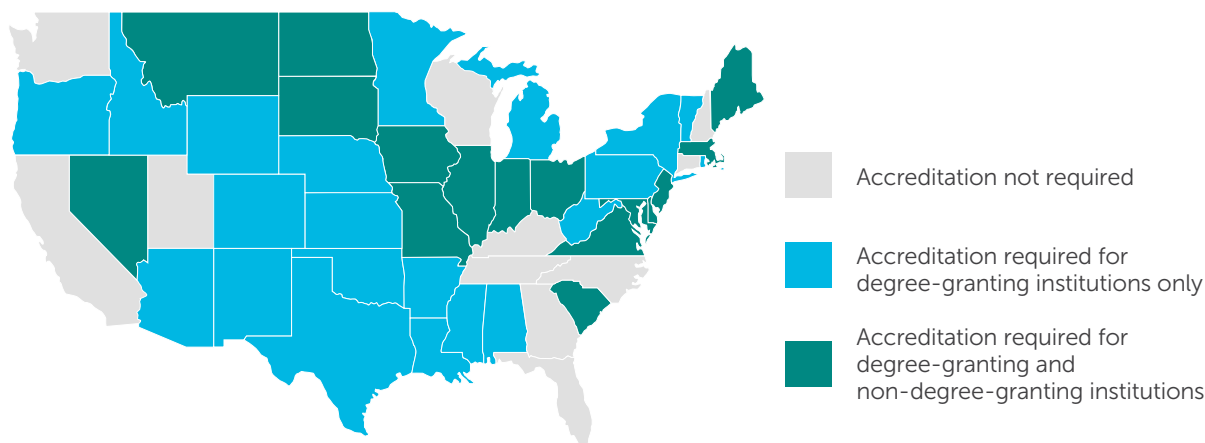 Accreditation not required
Accreditation required for
degree-granting institutions only
Accreditation required for
degree-granting and
non-degree-granting institutions